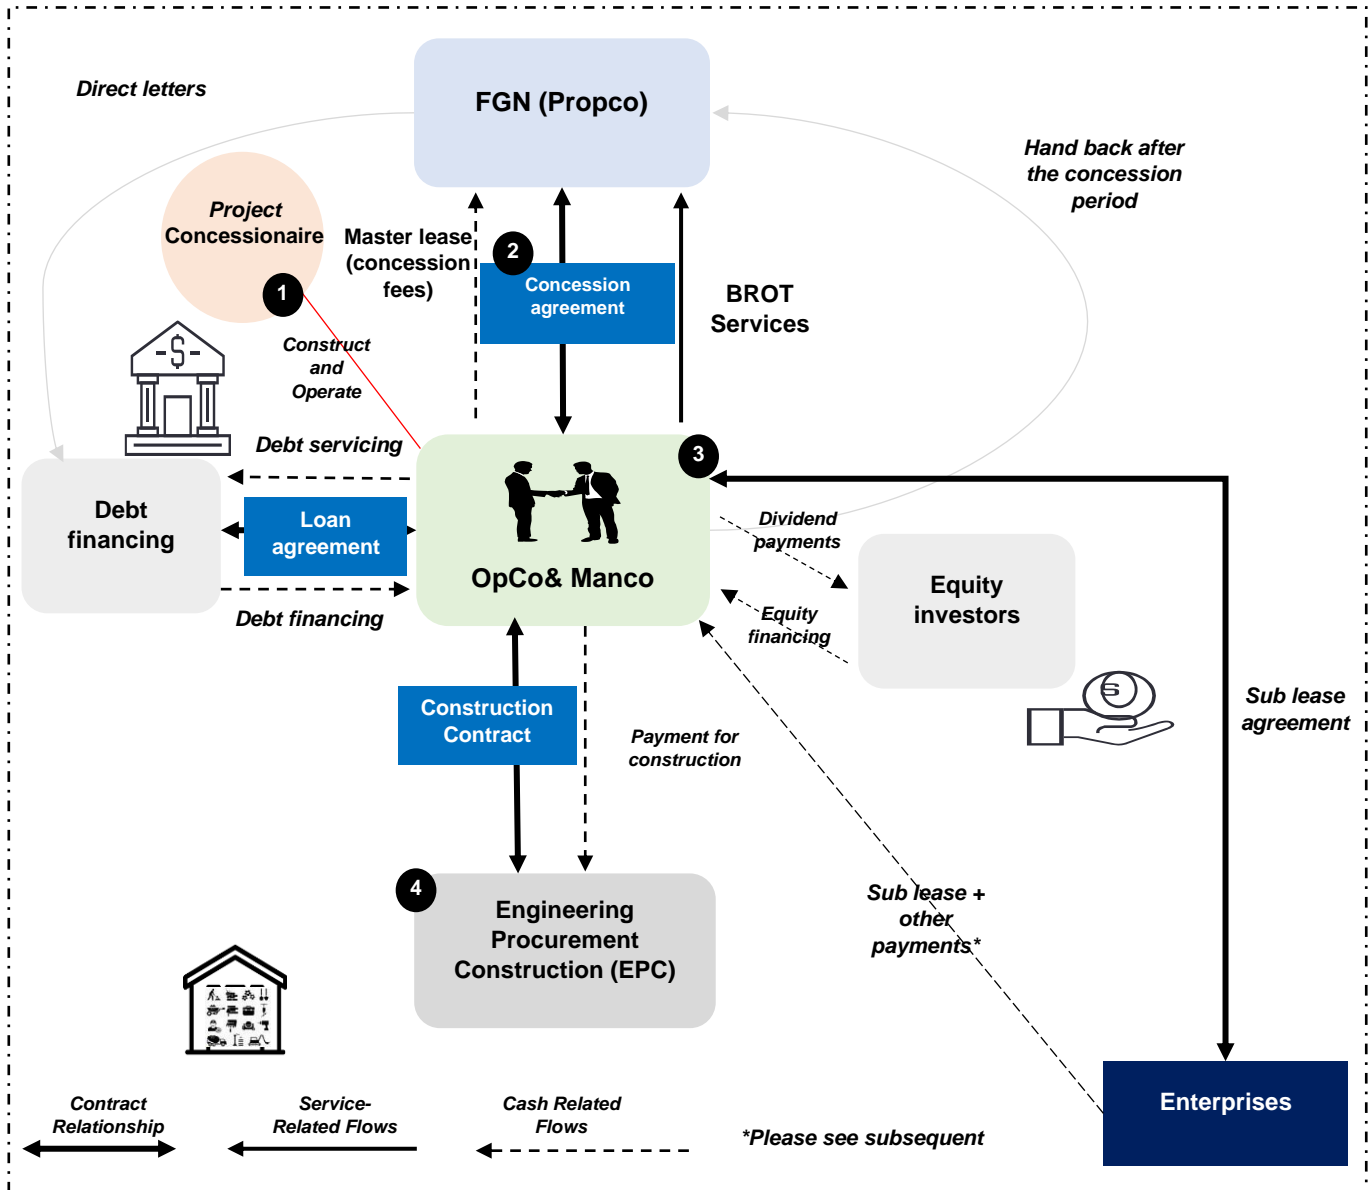 FGN (Propco)
Direct letters
Hand back after
the concession
period
Project
Concessionaire
1
Master lease
(concession
fees)
2
Concession
agreement
BROT
Services
Construct
and
Operate
$
Debt servicing
3
Debt
financing
Loan
agreement
OpCo& Manco
Dividend
payments
Equity
investors
Debt financing
Equity
financing
S
Construction
Contract
Payment for
construction
Sub lease
agreement
4
Engineering
Procurement
Construction (EPC)
Sub lease +
other
payments*
Enterprises
Contract
Relationship
Service-
Related Flows
Cash Related
Flows
*Please see subsequent